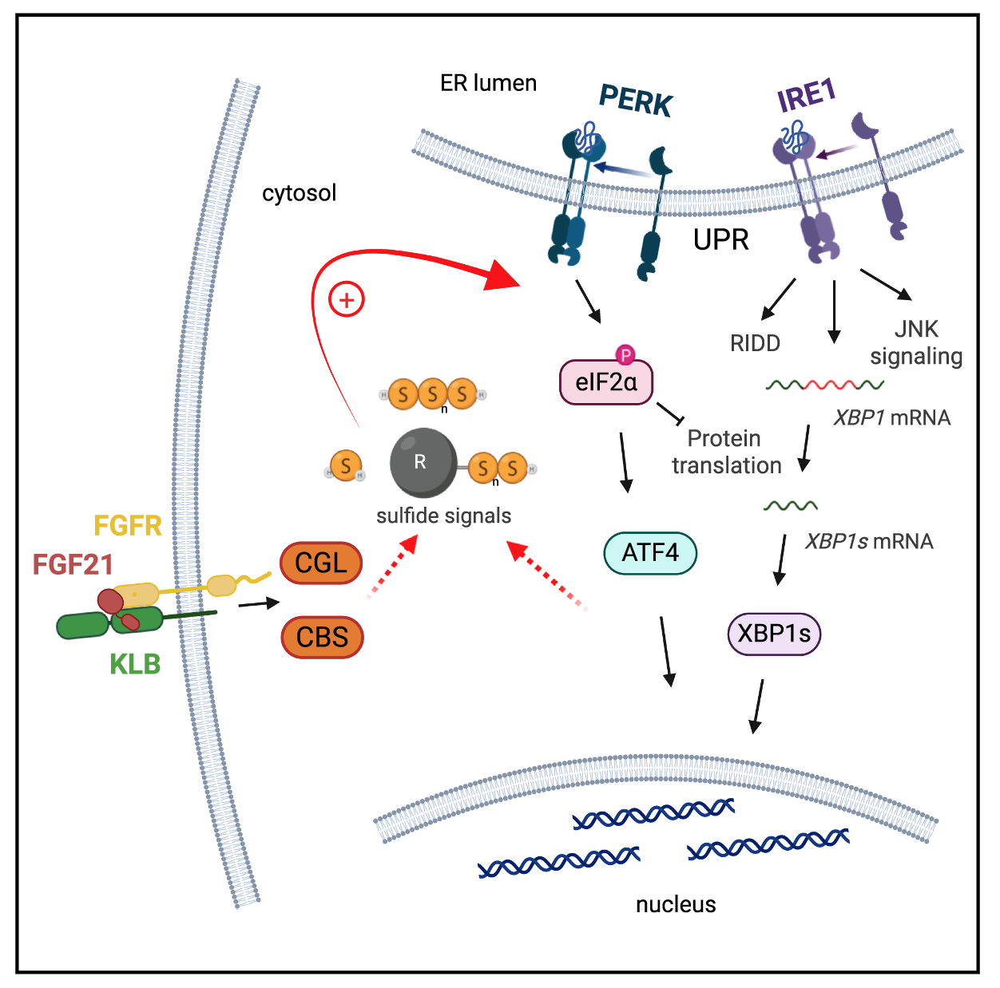 ER lumen
PERK
IRE1
cytosol
UPR
+
RIDD
JNK
signaling
P
eIF2α
H S S S H
n
XBP1 mRNA
Protein
translation
H S H
R
S S H
n
sulfide signals
XBP1s mRNA
FGFR
FGF21
KLB
CGL
CBS
ATF4
XBP1s
nucleus